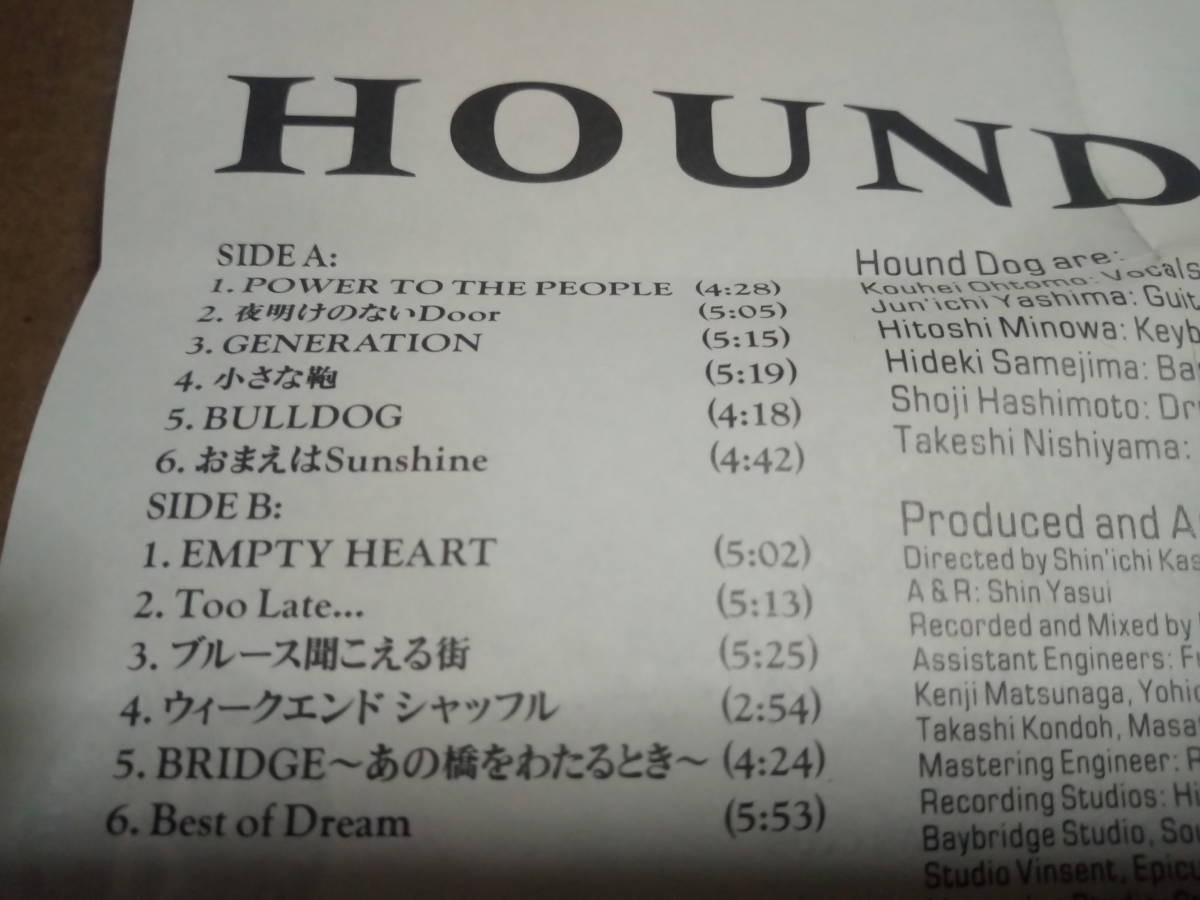 HOUND
SIDE A:
1. POWER TO THE PEOPLE (4:28)
2. 夜明けのないDoor (5:05)
3. GENERATION (5:15)
4. 小さな鞄 (5:19)
5. BULLDOG (4:18)
6. おまえはSunshine (4:42)
SIDE B:
1. EMPTY HEART (5:02)
2. Too Late... (5:13)
3. ブルース聞こえる街 (5:25)
4. ウィークエンド シャッフル (2:54)
5. BRIDGE～あの橋をわたるとき～ (4:24)
6. Best of Dream (5:53)
Hound Dog are:
Kouhei Ohtomo: Vocals
Jun'ichi Yashima: Guit
Hitoshi Minowa: Keyb
Hideki Samejima: Ba
Shoji Hashimoto: Dr
Takeshi Nishiyama:
Produced and A
Directed by Shin'ichi Kas
A & R: Shin Yasui
Recorded and Mixed by
Assistant Engineers: Fu
Kenji Matsunaga, Yohic
Takashi Kondoh, Masa
Mastering Engineer: R
Recording Studios: Hi
Baybridge Studio, Sou
Studio Vinsent, Epicu